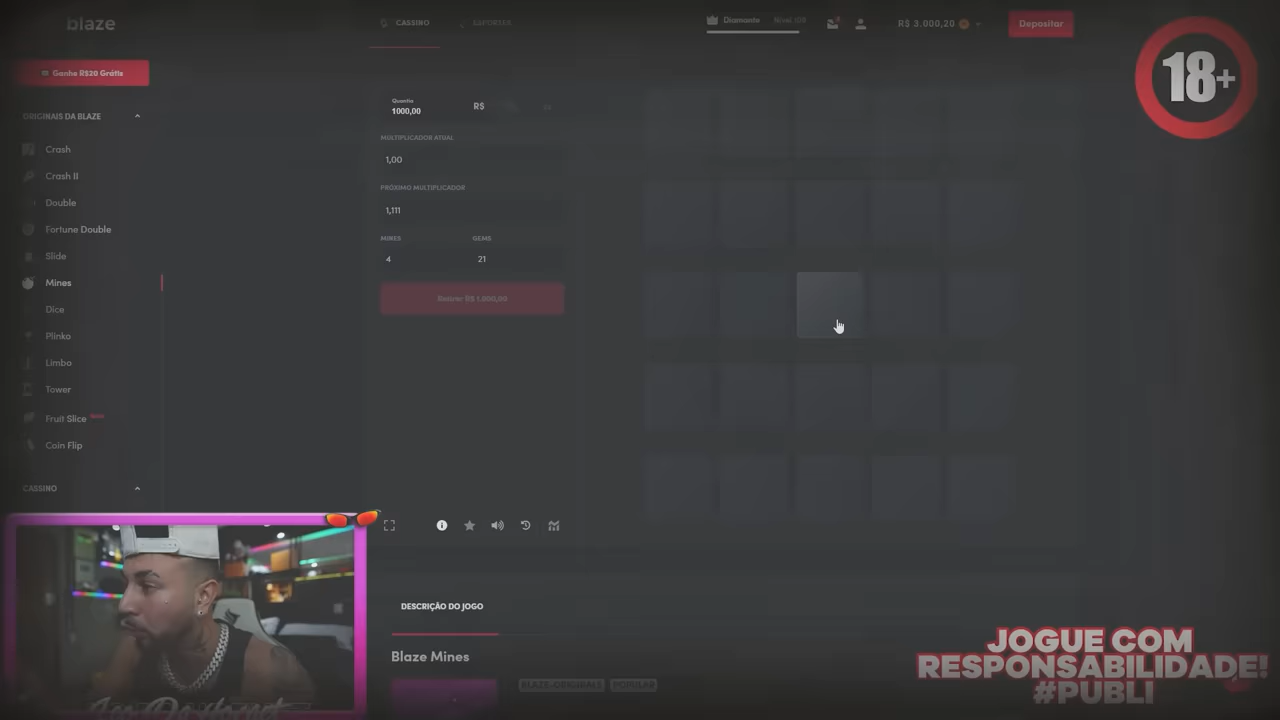 blaze
CASSINO
ESPORTES
Diamante
R$ 3.000,20
Depositar
18+
Ganhe R$20 Grátis
ORIGINAIS DA BLAZE
Crash
Crash II
Double
Fortune Double
Slide
Mines
Dice
Plinko
Limbo
Tower
Fruit Slice
Coin Flip
CASSINO
Quantia
1000,00
R$
MULTIPLICADOR ATUAL
1,00
PRÓXIMO MULTIPLICADOR
1,111
MINES
GEMS
4
21
Retirar R$ 1.000,00
DESCRIÇÃO DO JOGO
Blaze Mines
BLAZE-ORIGINALS
POPULAR
JOGUE COM
RESPONSABILIDADE!
#PUBLI